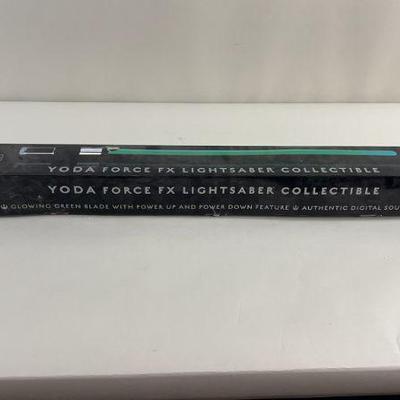 YODA FORCE FX LIGHTSABER COLLECTIBLE
YODA FORCE FX LIGHTSABER COLLECTIBLE
GLOWING GREEN BLADE WITH POWER UP AND POWER DOWN FEATURE AUTHENTIC DIGITAL SOU